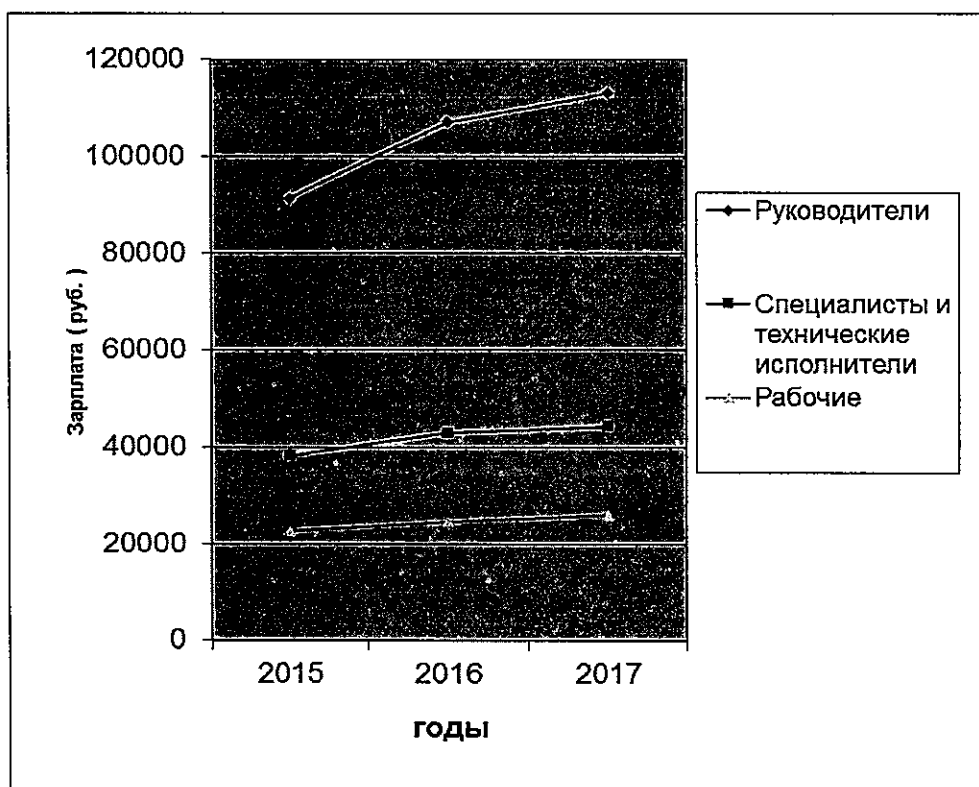 120000
100000
80000
60000
40000
20000
0
Зарплата ( руб. )
2015
2016
2017
годы
Руководители
Специалисты и
технические
исполнители
Рабочие